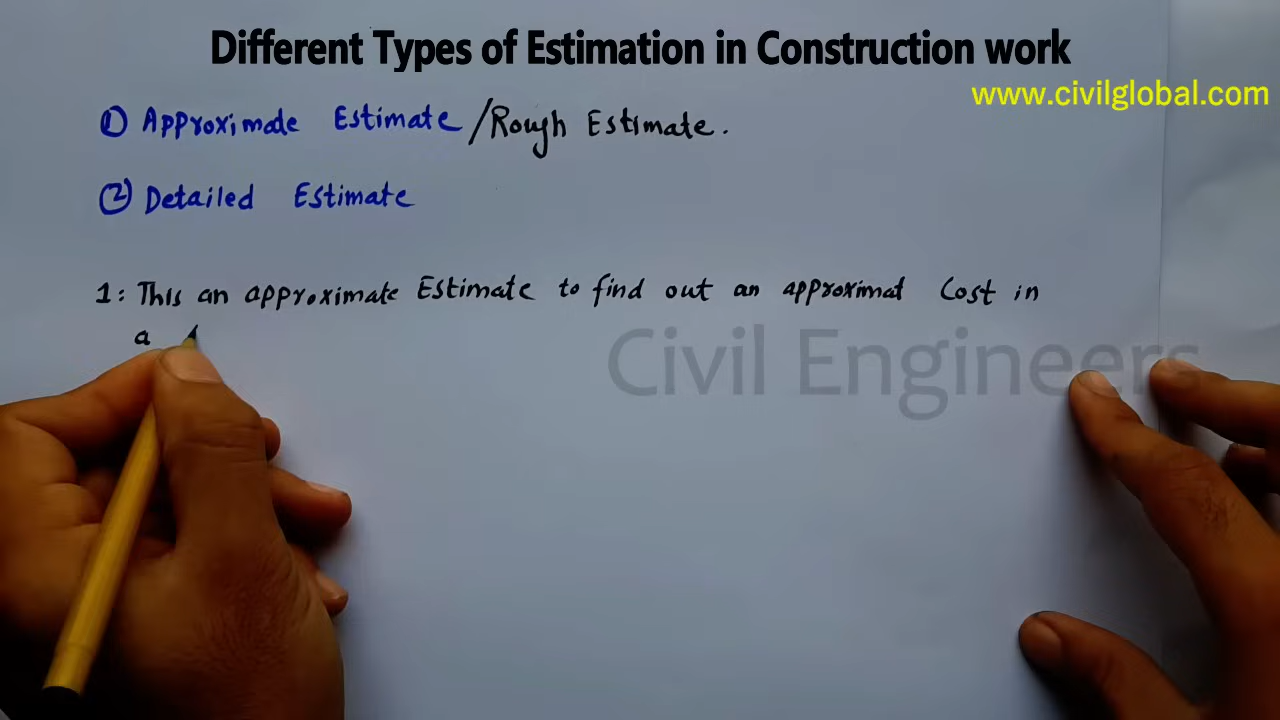 Different Types of Estimation in Construction work
www.civilglobal.com
① Approximate Estimate /Rough Estimate.
② Detailed Estimate
1: This an approximate Estimate to find out an approximat Cost in
a
Civil Engineers